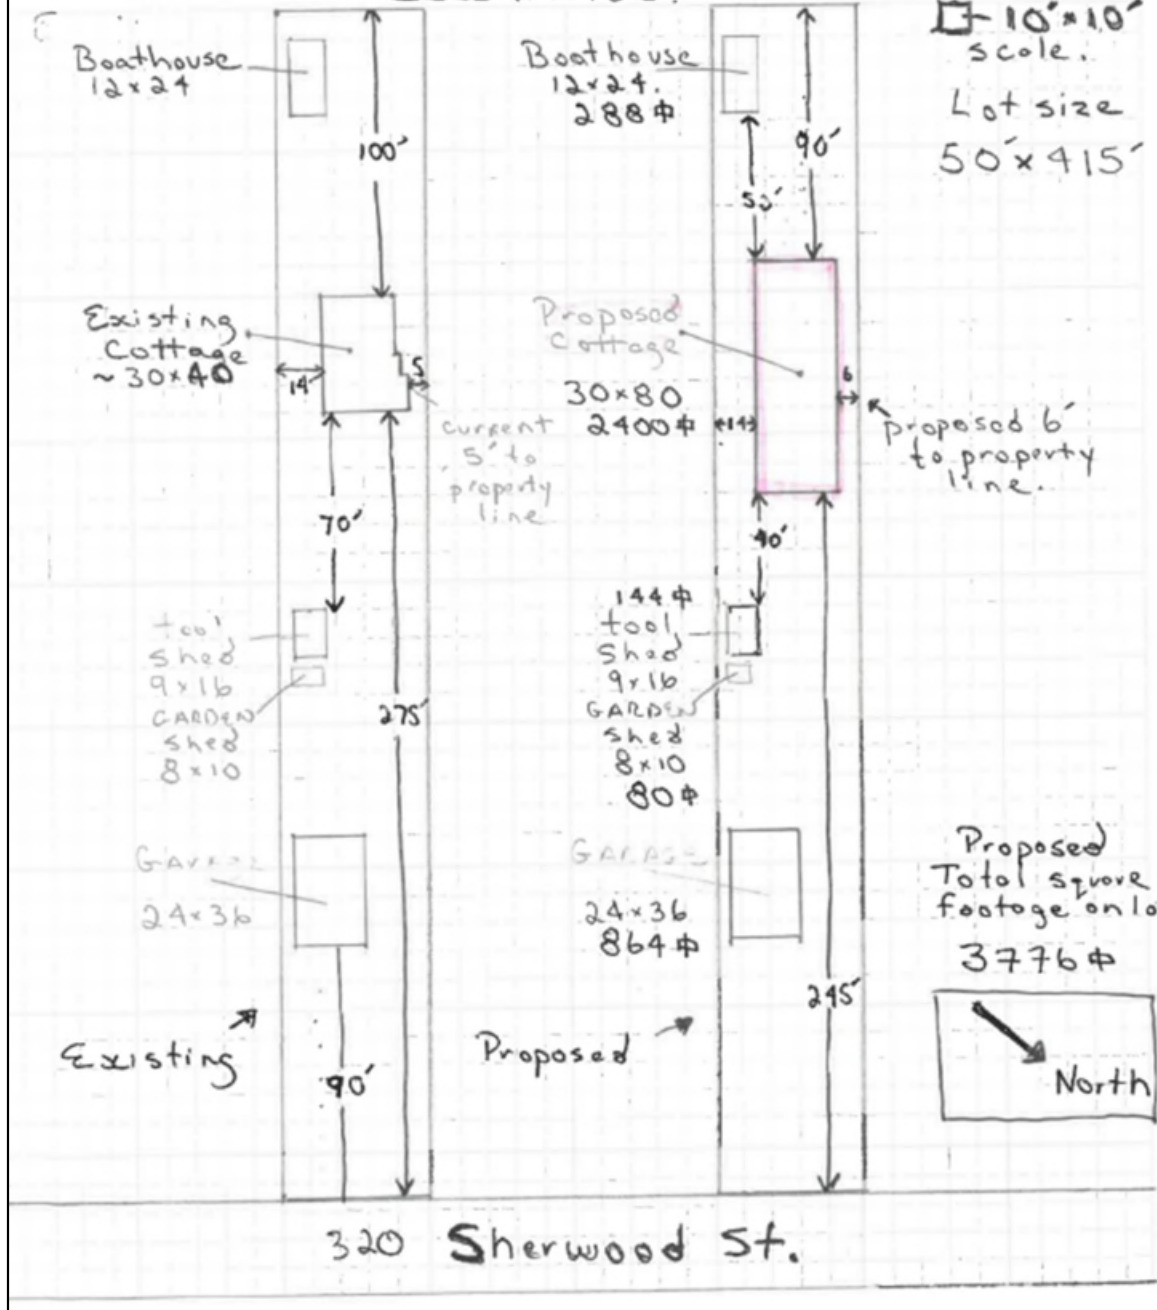 Boathouse
12x24
100'
Existing
Cottage
~30x40
14'
5
current
5' to
property
line
70'
tool
shed
9x16
GARDEN
shed
8x10
275'
24x36
Existing
90'
Boathouse
12x24.
288⏀
90'
Proposed
Cottage
30x80
2400⏀
14
6
proposed 6'
to property
line.
40'
144⏀
tool
shed
9x16
GARDEN
shed
8x10
80⏀
GARAGE
24x36
864⏀
245'
Proposed
10'x10'
scale.
Lot size
50'x415'
Proposed
Total square
footage on
3776⏀
North
320 Sherwood St.